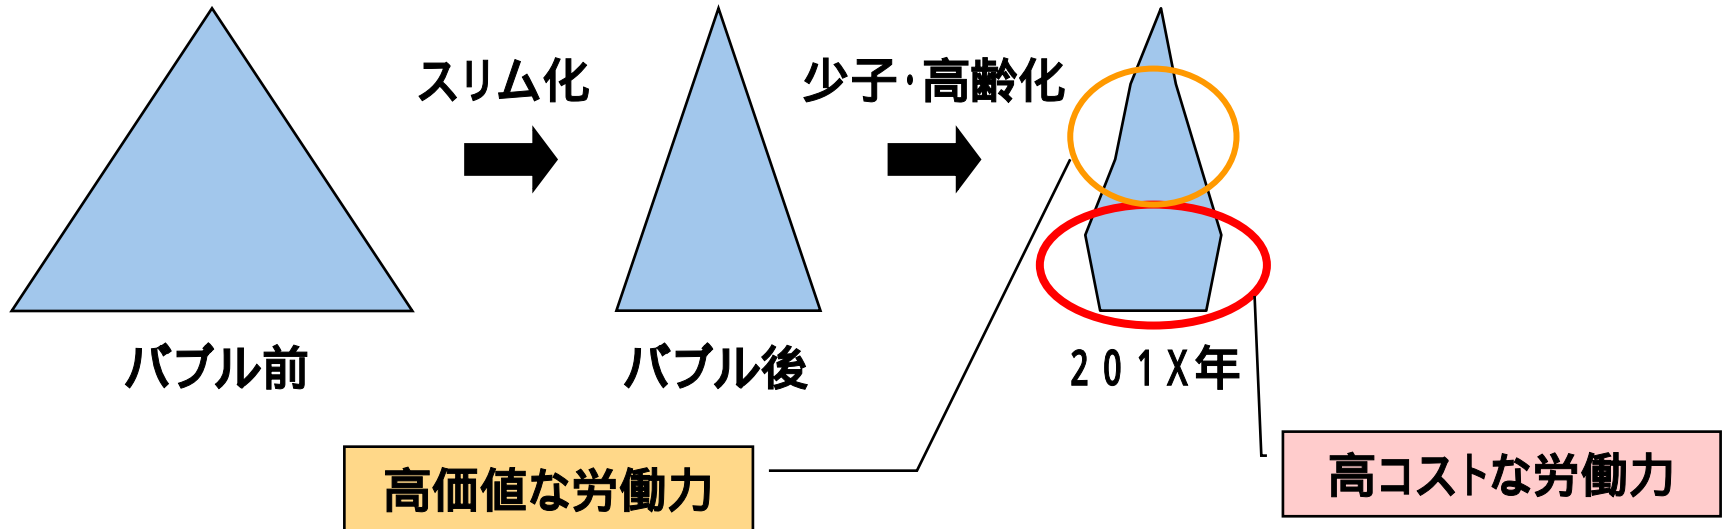 スリム化
少子・高齢化
バブル前
バブル後
201X年
高価値な労働力
高コストな労働力